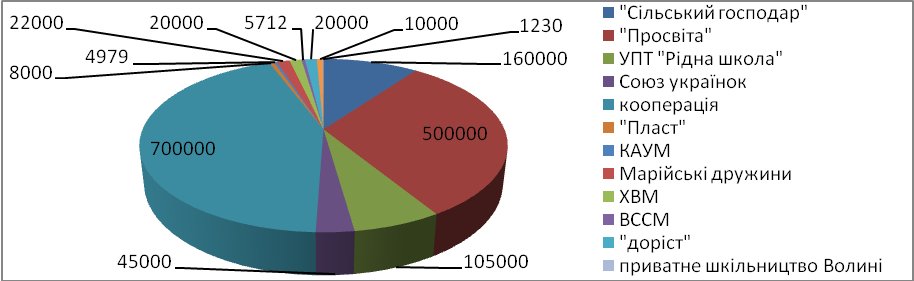 22000
20000
5712
20000
10000
1230
4979
8000
160000
500000
700000
45000
105000
"Сільський господар"
"Просвіта"
УПТ "Рідна школа"
Союз українок
кооперація
"Пласт"
КАУМ
Марійські дружини
ХВМ
ВССМ
"доріст"
приватне шкільництво Волині